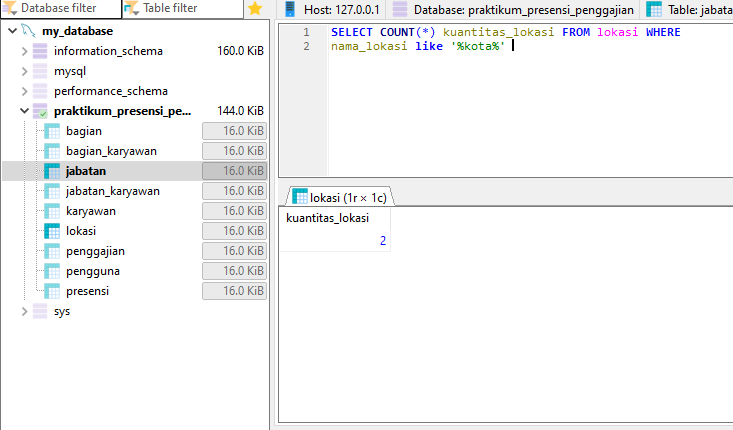 Database filter
Table filter
Host: 127.0.0.1
Database: praktikum_presensi_penggajian
Table: jabata
my_database
information_schema 160.0 KiB
mysql
performance_schema
praktikum_presensi_pe... 144.0 KiB
bagian 16.0 KiB
bagian_karyawan 16.0 KiB
jabatan 16.0 KiB
jabatan_karyawan 16.0 KiB
karyawan 16.0 KiB
lokasi 16.0 KiB
penggajian 16.0 KiB
pengguna 16.0 KiB
presensi 16.0 KiB
sys
1 SELECT COUNT(*) kuantitas_lokasi FROM lokasi WHERE
2 nama_lokasi like '%kota%'
lokasi (1r × 1c)
kuantitas_lokasi
2